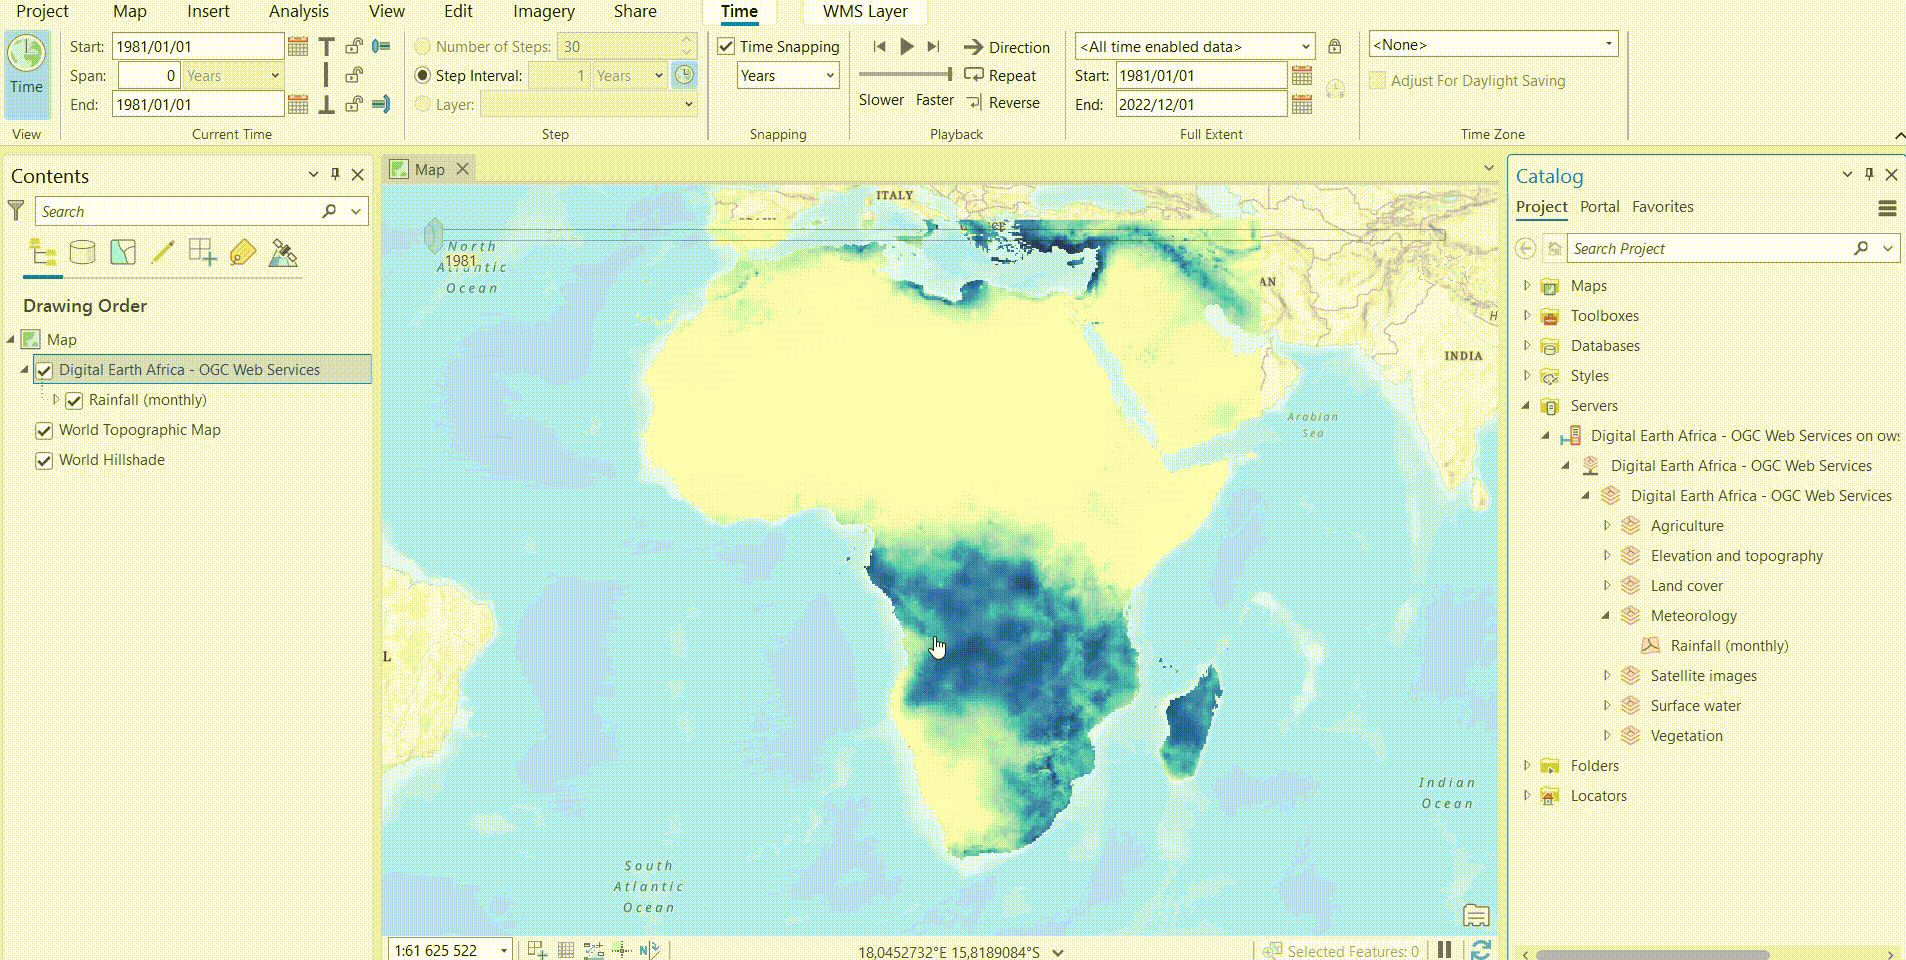 Project Map Insert Analysis View Edit Imagery Share Time WMS Layer
Time
View
Start: 1981/01/01
Span: 0 Years
End: 1981/01/01
Current Time
Number of Steps: 30
Step Interval: 1 Years
Layer:
Step
Time Snapping
Years
Snapping
Direction
Repeat
Slower Faster Reverse
Playback
<All time enabled data>
Start: 1981/01/01
End: 2022/12/01
Full Extent
<None>
Adjust For Daylight Saving
Time Zone
Contents
Search
Drawing Order
Map
Digital Earth Africa - OGC Web Services
Rainfall (monthly)
World Topographic Map
World Hillshade
Map
ITALY
North
Atlantic
Ocean
1981
AN
INDIA
Arabian
Sea
L
Indian
Ocean
South
Atlantic
Ocean
1:61 625 522
18,0452732°E 15,8189084°S
Selected Features: 0
Catalog
Project Portal Favorites
Search Project
Maps
Toolboxes
Databases
Styles
Servers
Digital Earth Africa - OGC Web Services on ows
Digital Earth Africa - OGC Web Services
Digital Earth Africa - OGC Web Services
Agriculture
Elevation and topography
Land cover
Meteorology
Rainfall (monthly)
Satellite images
Surface water
Vegetation
Folders
Locators